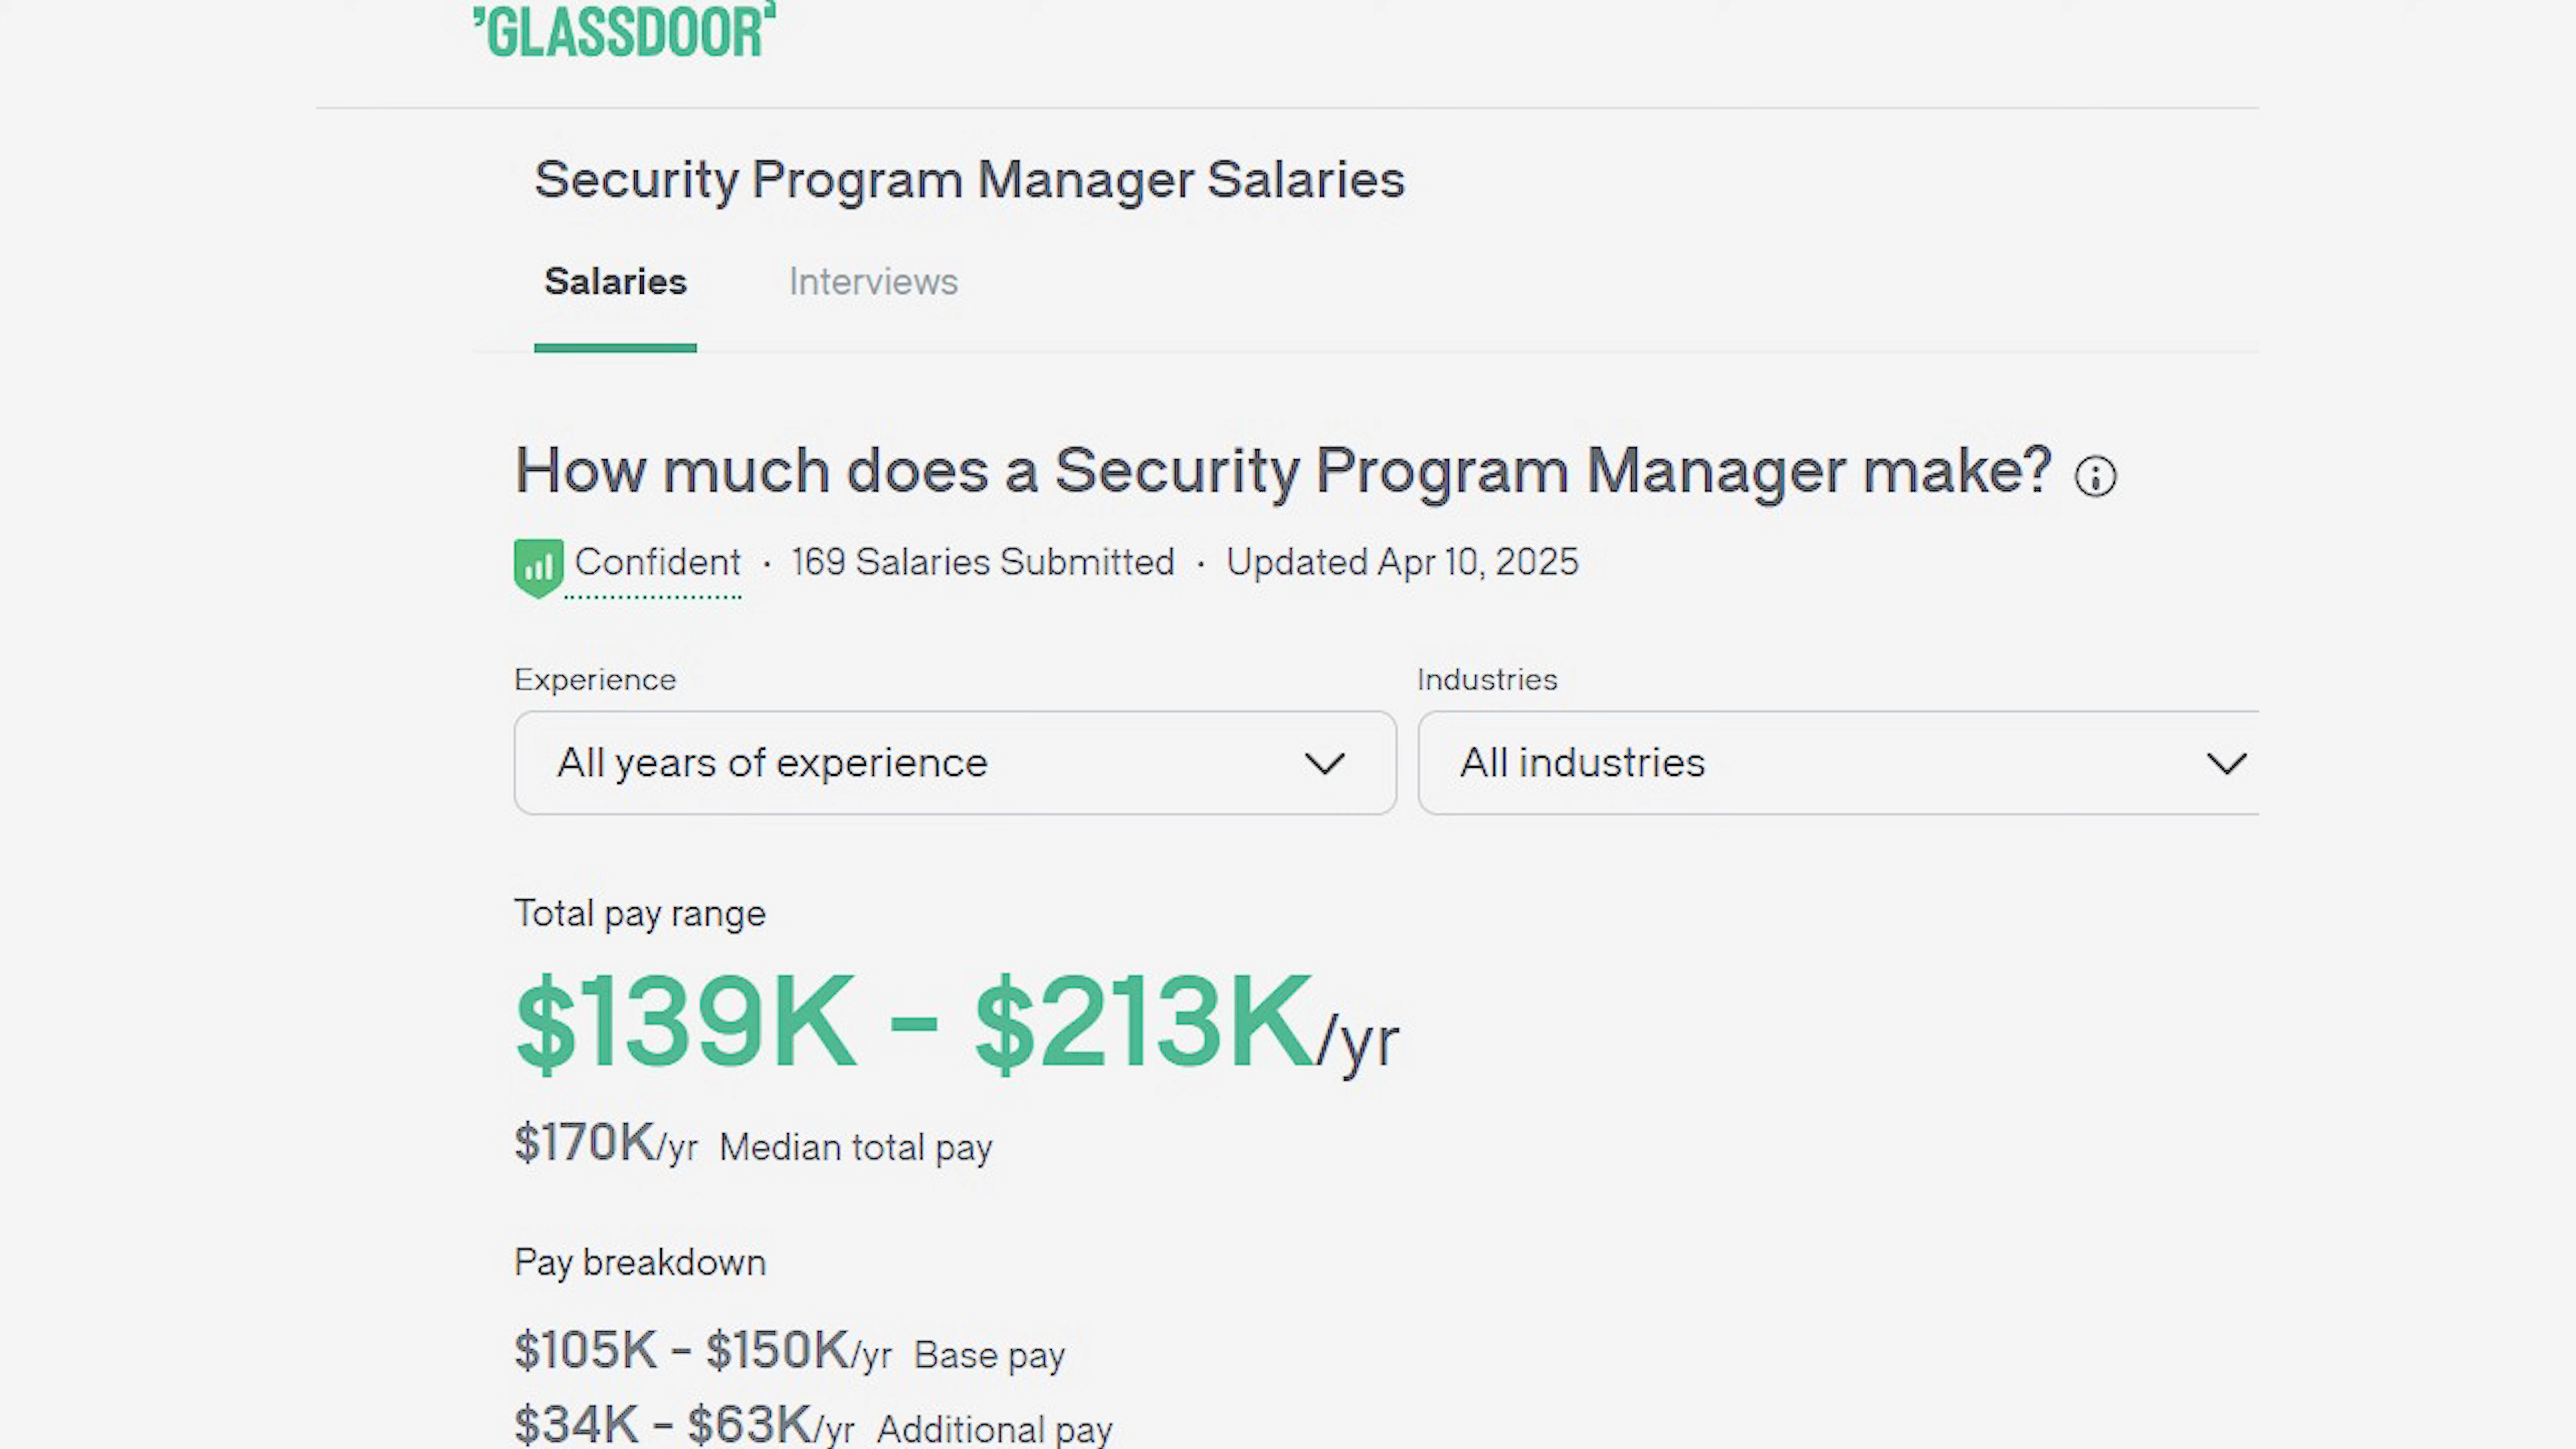 GLASSDOOR
Security Program Manager Salaries
Salaries Interviews
How much does a Security Program Manager make?
Confident · 169 Salaries Submitted · Updated Apr 10, 2025
Experience Industries
All years of experience All industries
Total pay range
$139K - $213K/yr
$170K/yr Median total pay
Pay breakdown
$105K - $150K/yr Base pay
$34K - $63K/yr Additional pay